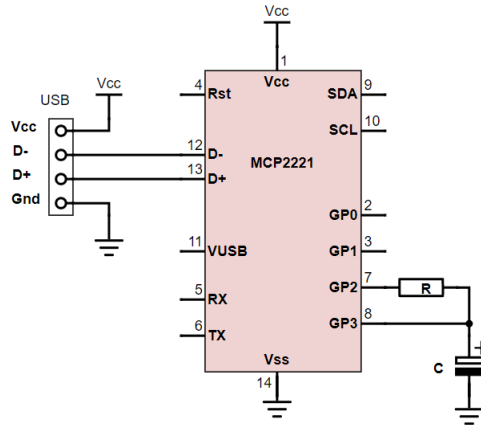 Vcc
1
Vcc
USB
Vcc
4
Rst
SDA
9
Vcc
SCL
10
D-
12
D-
MCP2221
D+
13
D+
Gnd
GP0
2
11
VUSB
GP1
3
GP2
7
R
5
RX
GP3
8
6
TX
+
Vss
C
14